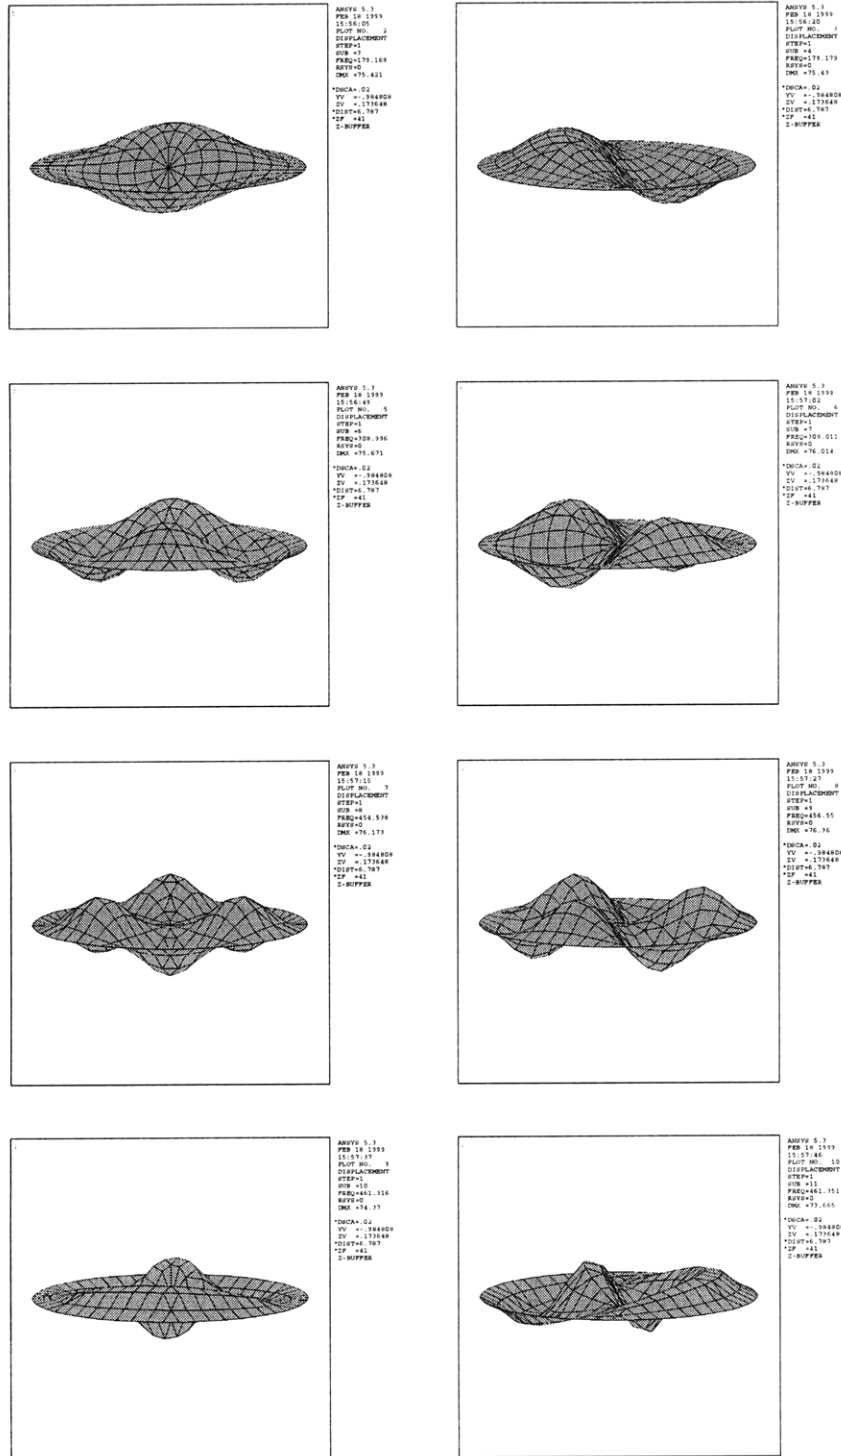 ANSYS 5.3
FEB 18 1999
15:56:05
PLOT NO. 2
DISPLACEMENT
STEP=1
SUB =3
FREQ=179.169
RSYS=0
DMX =75.421
*DSCA=.02
YV =-.984808
ZV =.173648
*DIST=6.787
*ZF =41
Z-BUFFER
ANSYS 5.3
FEB 18 1999
15:56:20
PLOT NO. 3
DISPLACEMENT
STEP=1
SUB =4
FREQ=179.179
RSYS=0
DMX =75.43
*DSCA=.02
YV =-.984808
ZV =.173648
*DIST=6.787
*ZF =41
Z-BUFFER
ANSYS 5.3
FEB 18 1999
15:56:49
PLOT NO. 5
DISPLACEMENT
STEP=1
SUB =6
FREQ=308.996
RSYS=0
DMX =75.671
*DSCA=.02
YV =-.984808
ZV =.173648
*DIST=6.787
*ZF =41
Z-BUFFER
ANSYS 5.3
FEB 18 1999
15:57:02
PLOT NO. 6
DISPLACEMENT
STEP=1
SUB =7
FREQ=309.011
RSYS=0
DMX =76.014
*DSCA=.02
YV =-.984808
ZV =.173648
*DIST=6.787
*ZF =41
Z-BUFFER
ANSYS 5.3
FEB 18 1999
15:57:15
PLOT NO. 7
DISPLACEMENT
STEP=1
SUB =8
FREQ=454.538
RSYS=0
DMX =76.173
*DSCA=.02
YV =-.984808
ZV =.173648
*DIST=6.787
*ZF =41
Z-BUFFER
ANSYS 5.3
FEB 18 1999
15:57:27
PLOT NO. 8
DISPLACEMENT
STEP=1
SUB =9
FREQ=456.55
RSYS=0
DMX =76.36
*DSCA=.02
YV =-.984808
ZV =.173648
*DIST=6.787
*ZF =41
Z-BUFFER
ANSYS 5.3
FEB 18 1999
15:57:37
PLOT NO. 9
DISPLACEMENT
STEP=1
SUB =10
FREQ=461.316
RSYS=0
DMX =74.37
*DSCA=.02
YV =-.984808
ZV =.173648
*DIST=6.787
*ZF =41
Z-BUFFER
ANSYS 5.3
FEB 18 1999
15:57:46
PLOT NO. 10
DISPLACEMENT
STEP=1
SUB =11
FREQ=461.351
RSYS=0
DMX =73.665
*DSCA=.02
YV =-.984808
ZV =.173648
*DIST=6.787
*ZF =41
Z-BUFFER